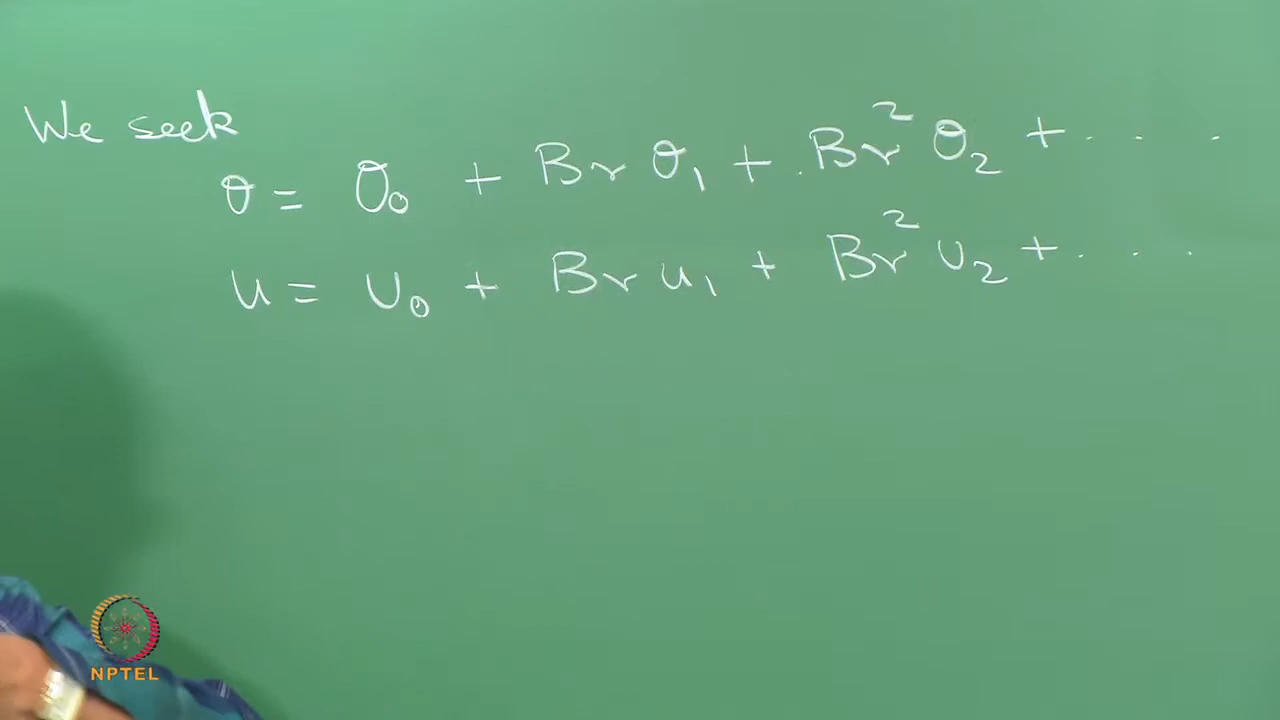 We seek
θ = θ₀ + Br θ₁ + Br² θ₂ + . . . .
u = u₀ + Br u₁ + Br² u₂ + . . . .
NPTEL